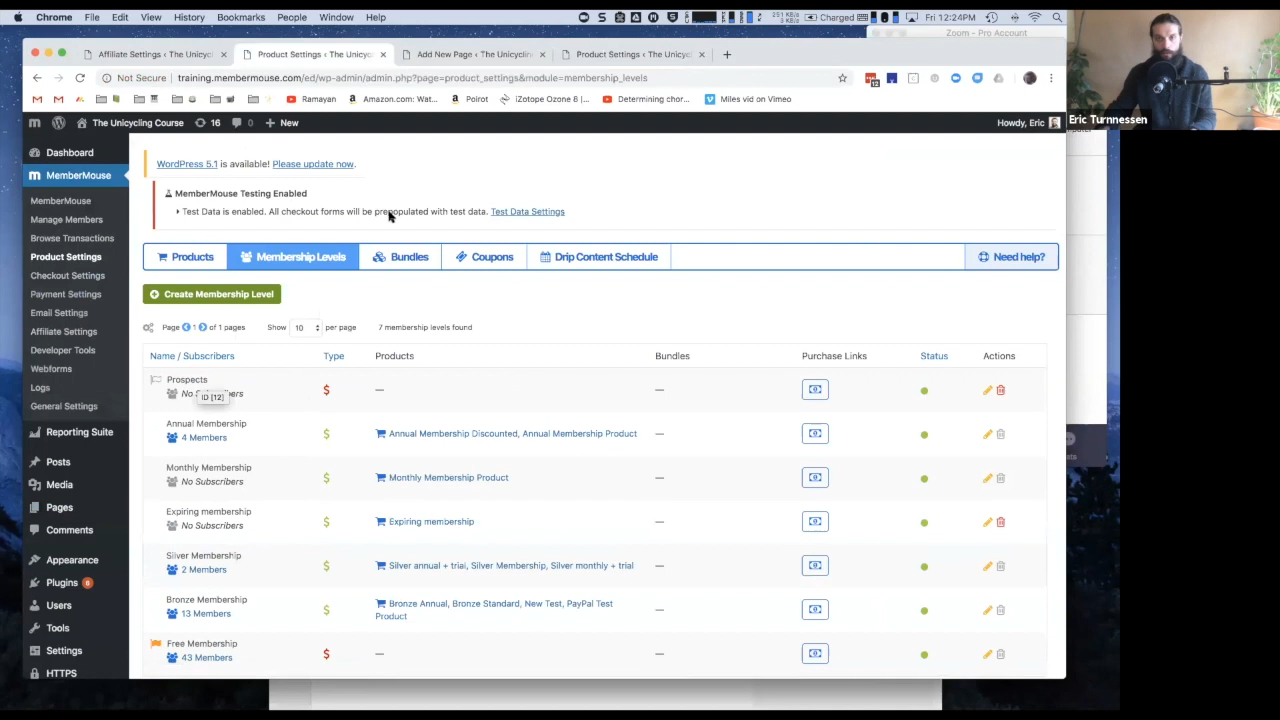 Chrome File Edit View History Bookmarks People Window Help Charged Fri 12:24PM
Zoom - Pro Account
Affiliate Settings ‹ The Unicycl Product Settings ‹ The Unicyc Add New Page ‹ The Unicyclin Product Settings ‹ The Unicyc
Not Secure training.membermouse.com/ed/wp-admin/admin.php?page=product_settings&module=membership_levels 12
Ramayan Amazon.com: Wat... Poirot iZotope Ozone 8 |... Determining chor... Miles vid on Vimeo
Eric Turnnessen
The Unicycling Course 16 0 New Howdy, Eric
Dashboard
MemberMouse
MemberMouse
Manage Members
Browse Transactions
Product Settings
Checkout Settings
Payment Settings
Email Settings
Affiliate Settings
Developer Tools
Webforms
Logs
General Settings
Reporting Suite
Posts
Media
Pages
Comments
Appearance
Plugins 8
Users
Tools
Settings
HTTPS
WordPress 5.1 is available! Please update now.
MemberMouse Testing Enabled
Test Data is enabled. All checkout forms will be prepopulated with test data. Test Data Settings
Products Membership Levels Bundles Coupons Drip Content Schedule Need help?
Create Membership Level
Page 1 of 1 pages Show 10 per page 7 membership levels found
Name / Subscribers Type Products Bundles Purchase Links Status Actions
Prospects
No Subscribers $ —
ID [12]
Annual Membership
4 Members $ Annual Membership Discounted, Annual Membership Product —
Monthly Membership
No Subscribers $ Monthly Membership Product —
Expiring membership
No Subscribers $ Expiring membership —
Silver Membership
2 Members $ Silver annual + trial, Silver Membership, Silver monthly + trial —
Bronze Membership
13 Members $ Bronze Annual, Bronze Standard, New Test, PayPal Test Product —
Free Membership
43 Members $ — —